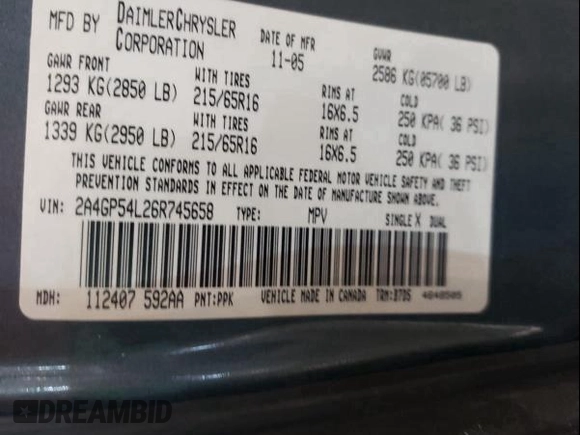 MFD BY DAIMLERCHRYSLER CORPORATION DATE OF MFR 11-05 GVWR 2586 KG(05700 LB)
GAWR FRONT WITH TIRES RIMS AT COLD
1293 KG(2850 LB) 215/65R16 16X6.5 250 KPA( 36 PSI)
GAWR REAR WITH TIRES RIMS AT COLD
1339 KG(2950 LB) 215/65R16 16X6.5 250 KPA( 36 PSI)
THIS VEHICLE CONFORMS TO ALL APPLICABLE FEDERAL MOTOR VEHICLE SAFETY AND THEFT
PREVENTION STANDARDS IN EFFECT ON THE DATE OF MANUFACTURE SHOWN ABOVE.
VIN: 2A4GP54L26R745658 TYPE: MPV SINGLE X DUAL
MDH: 112407 592AA PNT:PPK VEHICLE MADE IN CANADA TRM:B7D5
DREAMBID